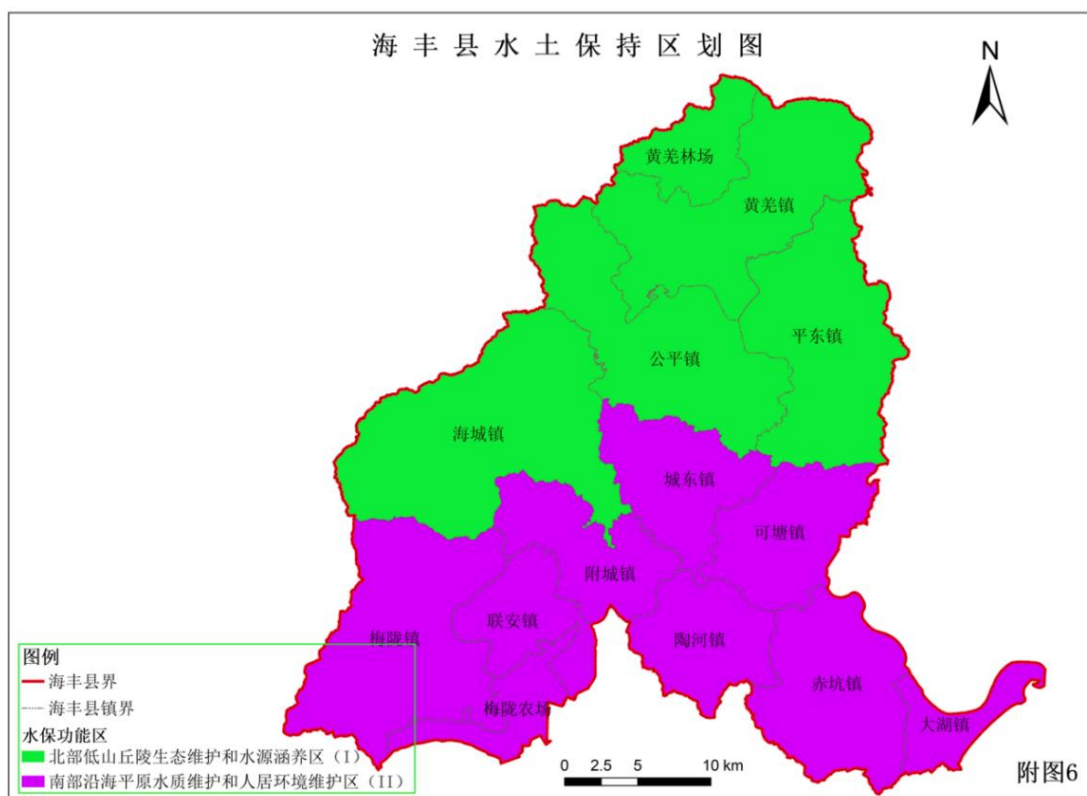 海丰县水土保持区划图
N
黄羌林场
黄羌镇
平东镇
公平镇
海城镇
城东镇
可塘镇
附城镇
联安镇
梅陇镇
陶河镇
赤坑镇
梅陇农场
大湖镇
图例
海丰县界
海丰县镇界
水保功能区
北部低山丘陵生态维护和水源涵养区（I）
南部沿海平原水质维护和人居环境维护区（II）
0 2.5 5 10 km
附图6